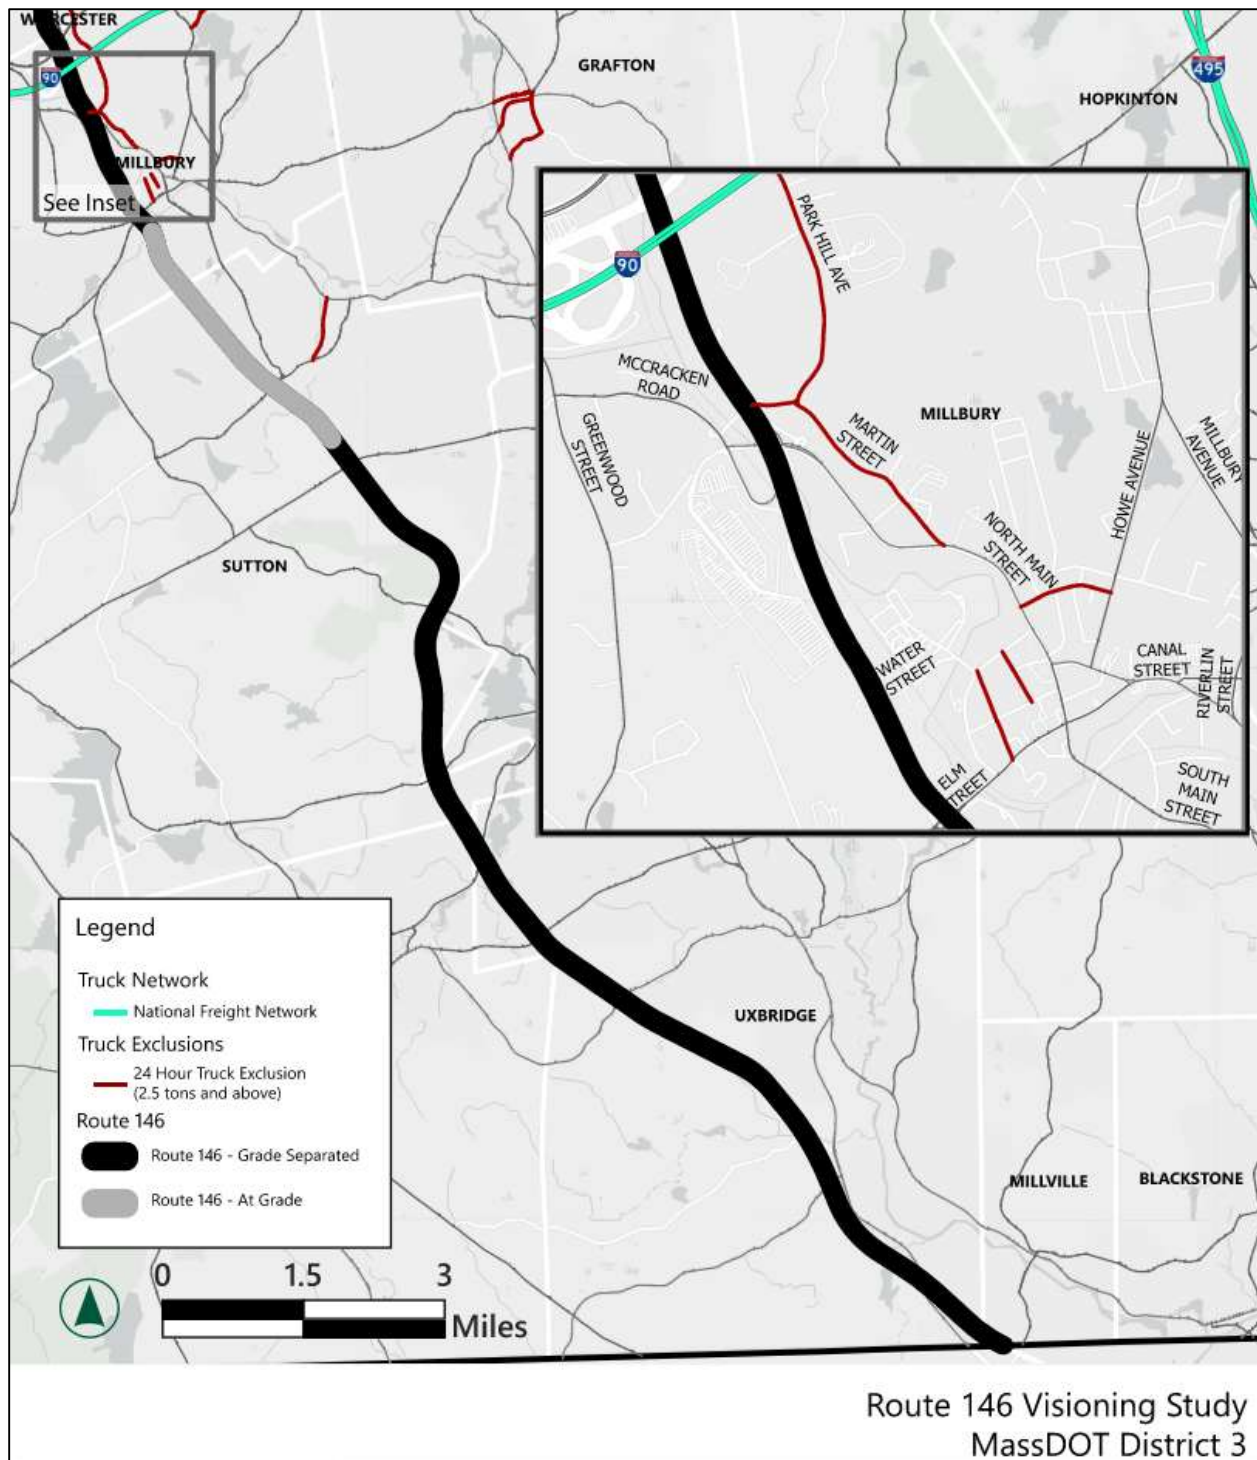 WORCESTER
90
GRAFTON
495
HOPKINTON
MILLBURY
See Inset
PARK HILL AVE
90
MCCRACKEN
ROAD
GREENWOOD
STREET
MARTIN
STREET
MILLBURY
MILLBURY
AVENUE
HOWE AVENUE
NORTH MAIN
STREET
WATER
STREET
CANAL
STREET
RIVERLIN
STREET
ELM
STREET
SOUTH
MAIN
STREET
SUTTON
Legend
Truck Network
National Freight Network
Truck Exclusions
24 Hour Truck Exclusion
(2.5 tons and above)
Route 146
Route 146 - Grade Separated
Route 146 - At Grade
UXBRIDGE
MILLVILLE
BLACKSTONE
0 1.5 3
Miles
Route 146 Visioning Study
MassDOT District 3